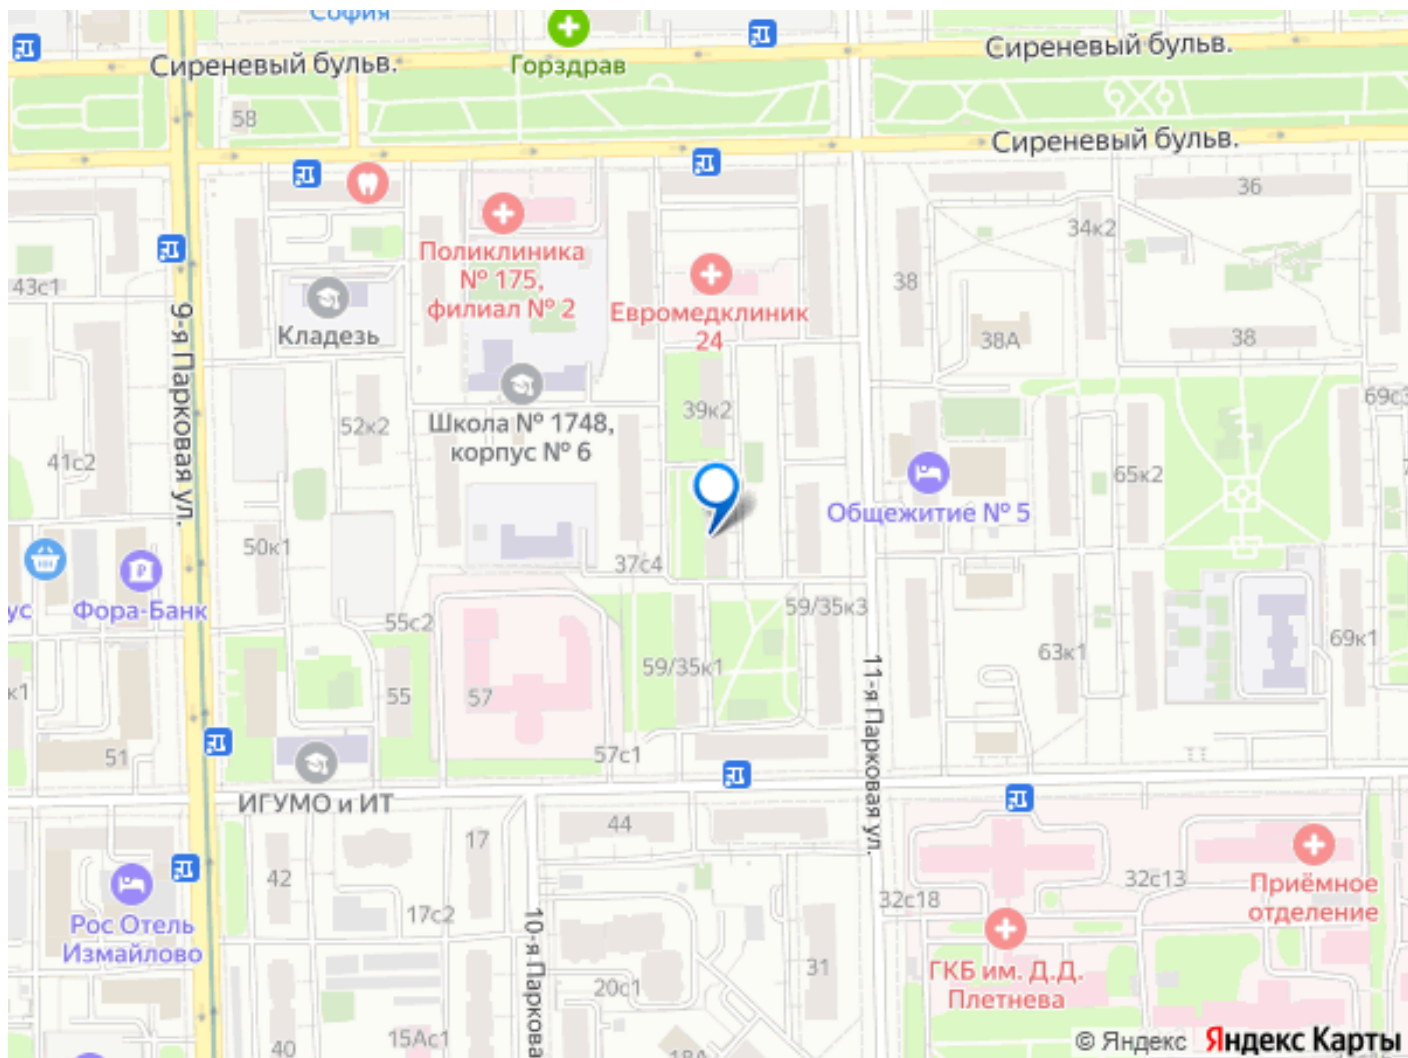 София
Сиреневый бульв.
Горздрав
Сиреневый бульв.
58
Сиреневый бульв.
36
34к2
Поликлиника
№ 175,
филиал № 2
43с1
38
Евромедклиник
24
Кладезь
38А
38
9-я Парковая ул.
52к2
39к2
69с3
Школа № 1748,
корпус № 6
41с2
65к2
Общежитие № 5
50к1
37с4
Фора-Банк
ус
55с2
59/35к3
59/35к1
63к1
69к1
11-я Парковая ул.
к1
55
57
51
57с1
ИГУМО и ИТ
44
17
42
32с13
Приёмное
отделение
32с18
17с2
Рос Отель
Измайлово
10-я Паркова
31
ГКБ им. Д.Д.
Плетнева
20с1
15Ас1
40
18А
© Яндекс Яндекс Карты